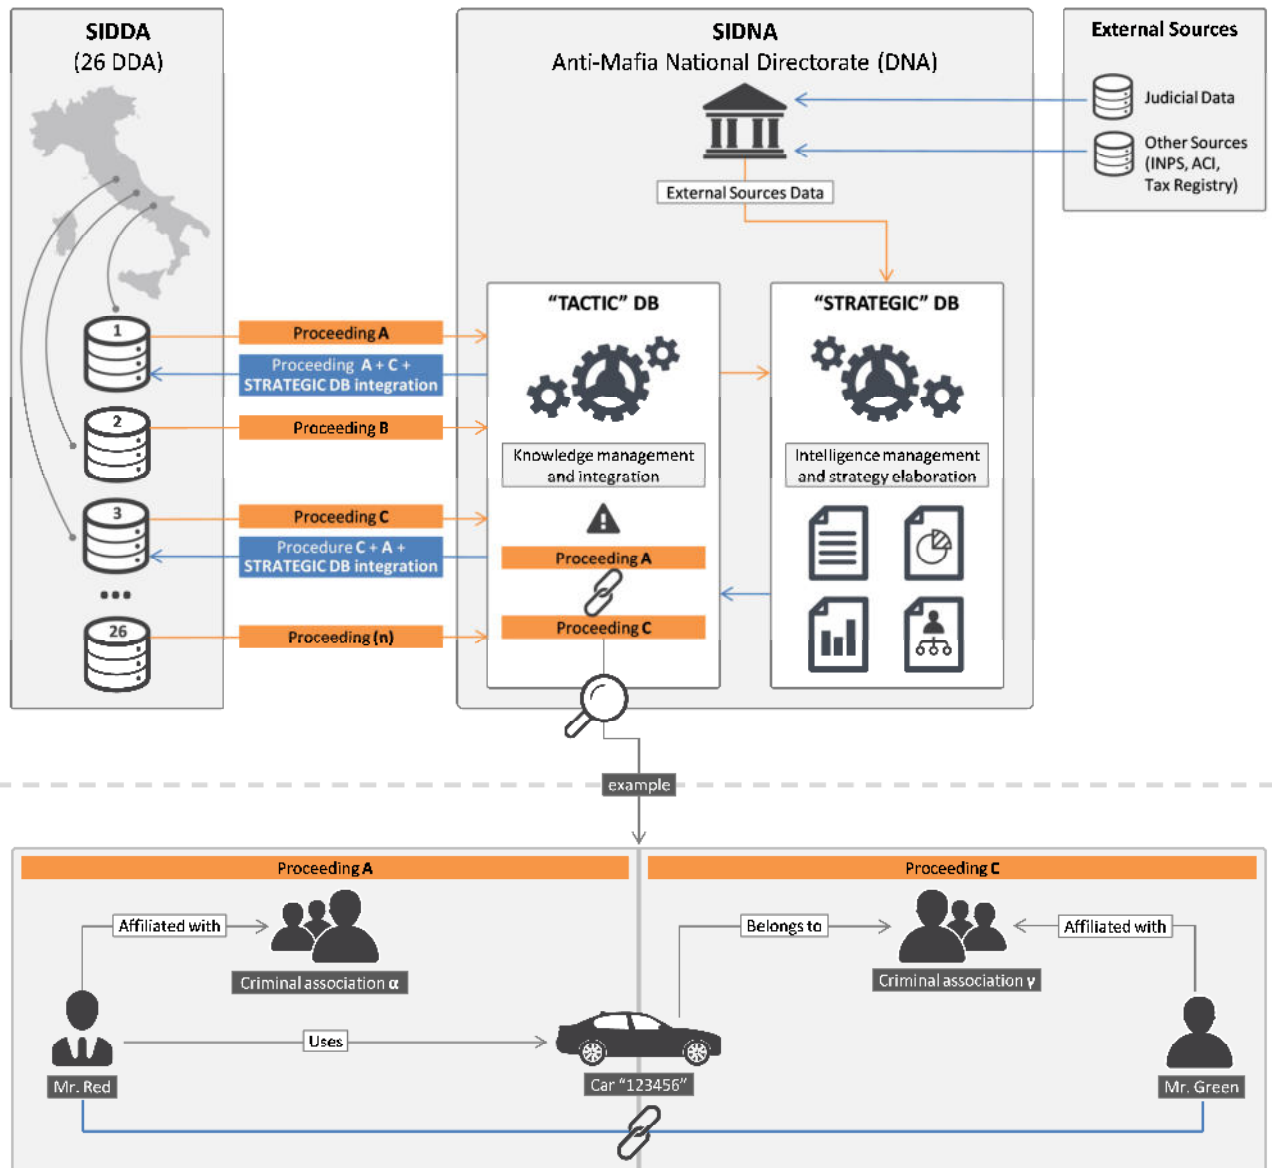 SIDDA
(26 DDA)
SIDNA
Anti-Mafia National Directorate (DNA)
External Sources
Judicial Data
Other Sources
(INPS, ACI,
Tax Registry)
External Sources Data
"TACTIC" DB
"STRATEGIC" DB
1
Proceeding A
Proceeding A + C +
STRATEGIC DB integration
2
Proceeding B
Knowledge management
and integration
Intelligence management
and strategy elaboration
3
Proceeding C
Procedure C + A +
STRATEGIC DB integration
Proceeding A
Proceeding C
...
26
Proceeding (n)
example
Proceeding A
Proceeding C
Affiliated with
Belongs to
Affiliated with
Criminal association α
Criminal association γ
Uses
Mr. Red
Car "123456"
Mr. Green